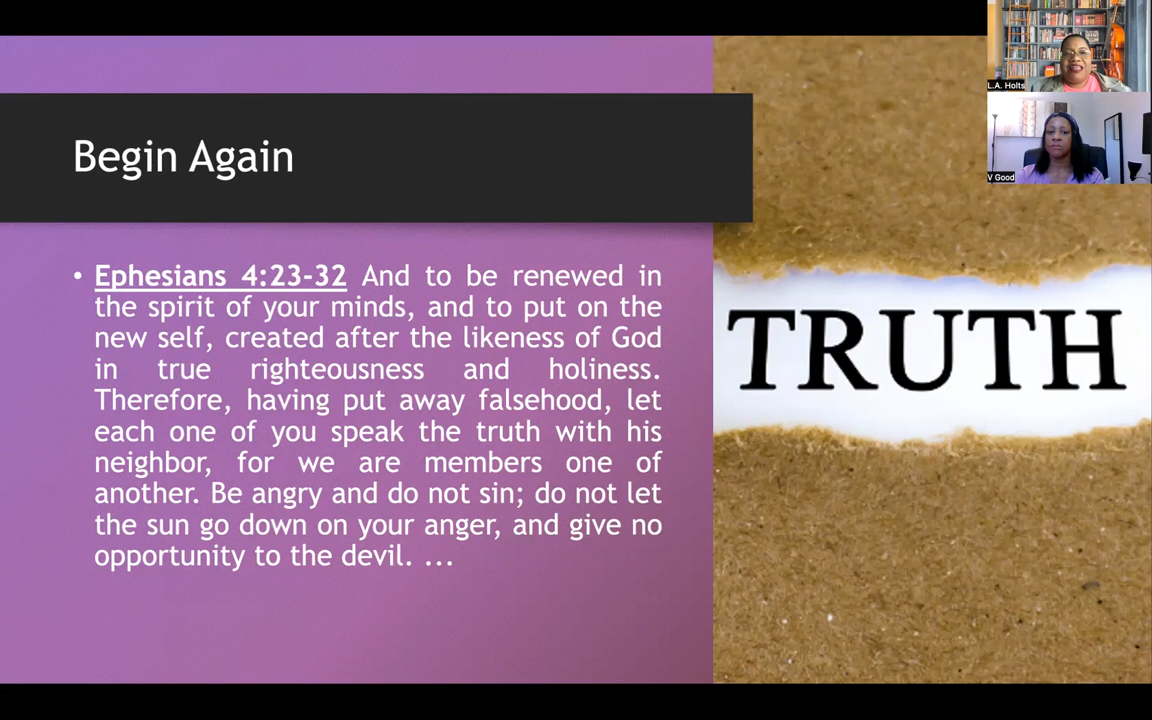 Begin Again
• Ephesians 4:23-32 And to be renewed in
the spirit of your minds, and to put on the
new self, created after the likeness of God
in true righteousness and holiness.
Therefore, having put away falsehood, let
each one of you speak the truth with his
neighbor, for we are members one of
another. Be angry and do not sin; do not let
the sun go down on your anger, and give no
opportunity to the devil. ...
TRUTH
L.A. Holts
V Good